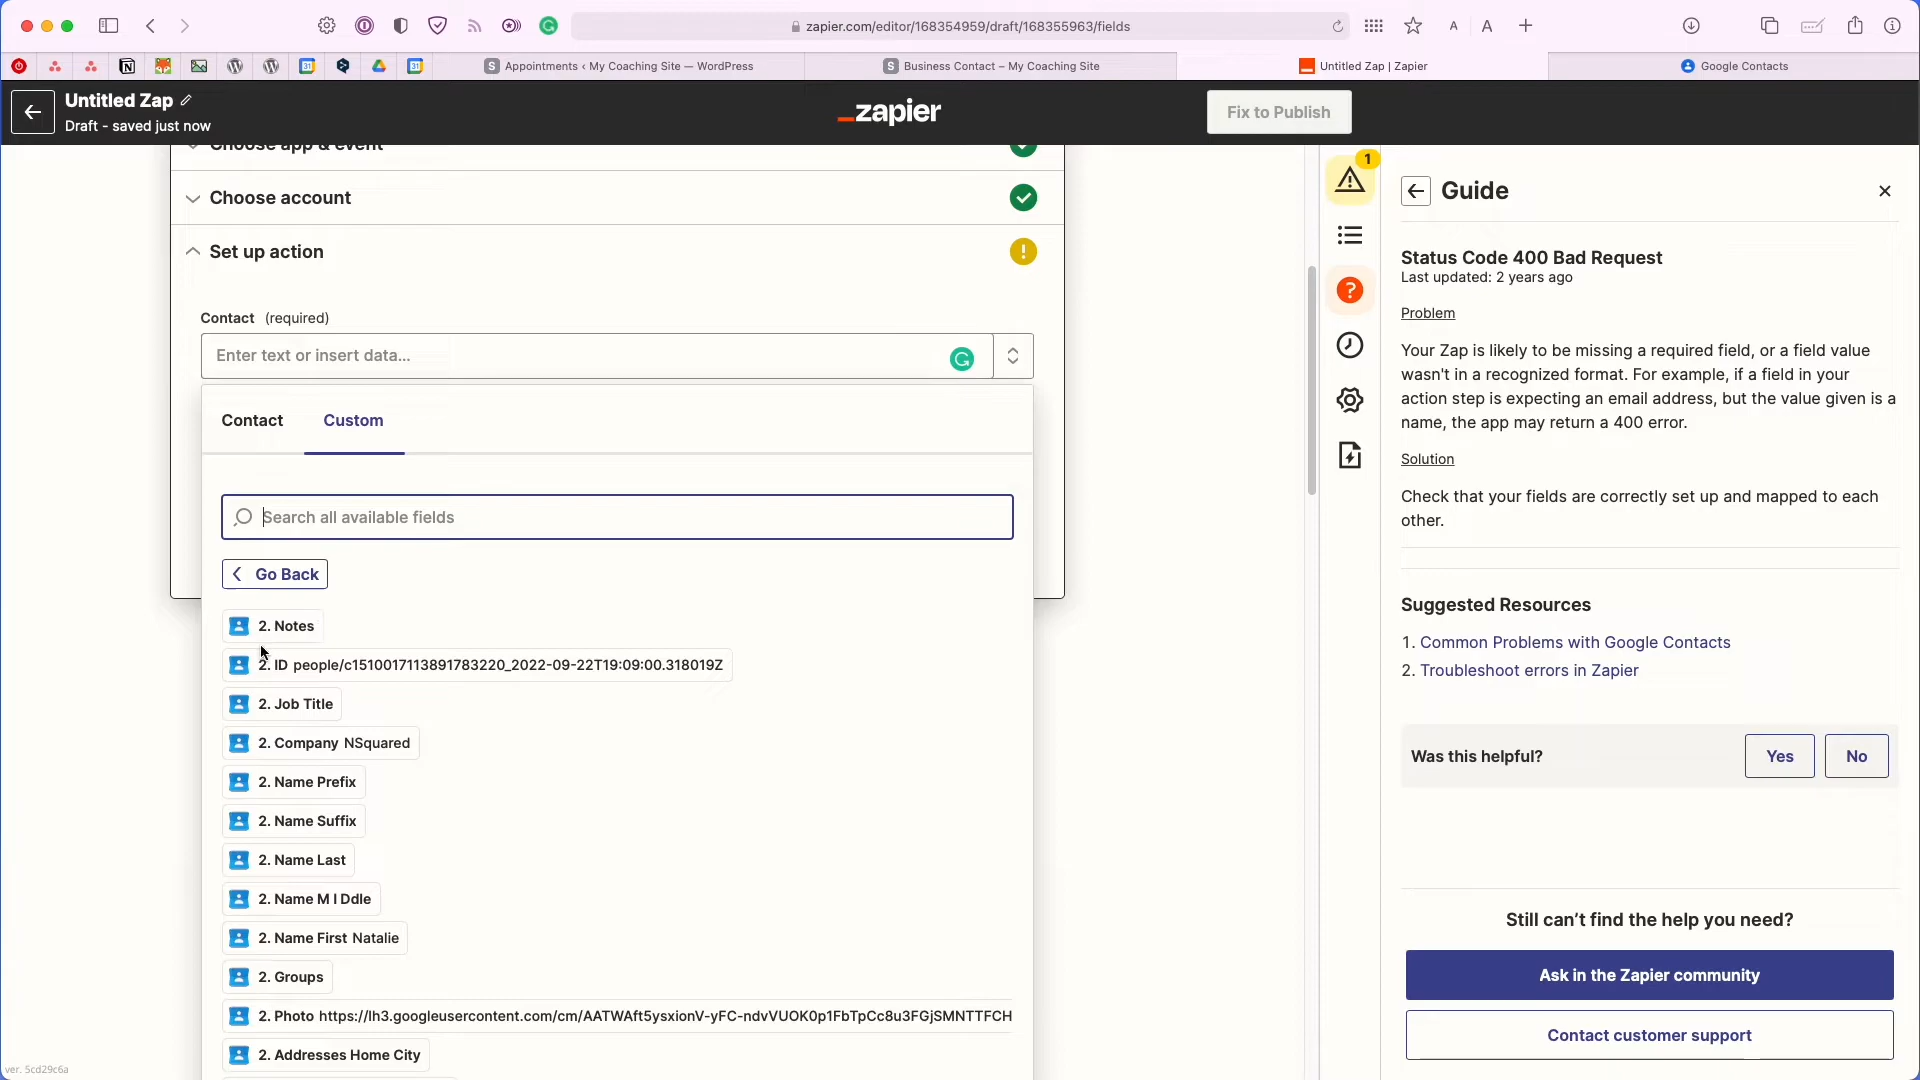 zapier.com/editor/168354959/draft/168355963/fields
Appointments ‹ My Coaching Site — WordPress
Business Contact – My Coaching Site
Untitled Zap | Zapier
Google Contacts
Untitled Zap
Draft - saved just now
_zapier
Fix to Publish
Choose app & event
Choose account
Set up action
Contact (required)
Enter text or insert data...
Contact
Custom
Search all available fields
Go Back
2. Notes
2. ID people/c1510017113891783220_2022-09-22T19:09:00.318019Z
2. Job Title
2. Company NSquared
2. Name Prefix
2. Name Suffix
2. Name Last
2. Name M I Ddle
2. Name First Natalie
2. Groups
2. Photo https://lh3.googleusercontent.com/cm/AATWAft5ysxionV-yFC-ndvVUOK0p1FbTpCc8u3FGjSMNTTFCH
2. Addresses Home City
ver. 5cd29c6a
1
Guide
Status Code 400 Bad Request
Last updated: 2 years ago
Problem
Your Zap is likely to be missing a required field, or a field value
wasn't in a recognized format. For example, if a field in your
action step is expecting an email address, but the value given is a
name, the app may return a 400 error.
Solution
Check that your fields are correctly set up and mapped to each
other.
Suggested Resources
1. Common Problems with Google Contacts
2. Troubleshoot errors in Zapier
Was this helpful?
Yes
No
Still can’t find the help you need?
Ask in the Zapier community
Contact customer support